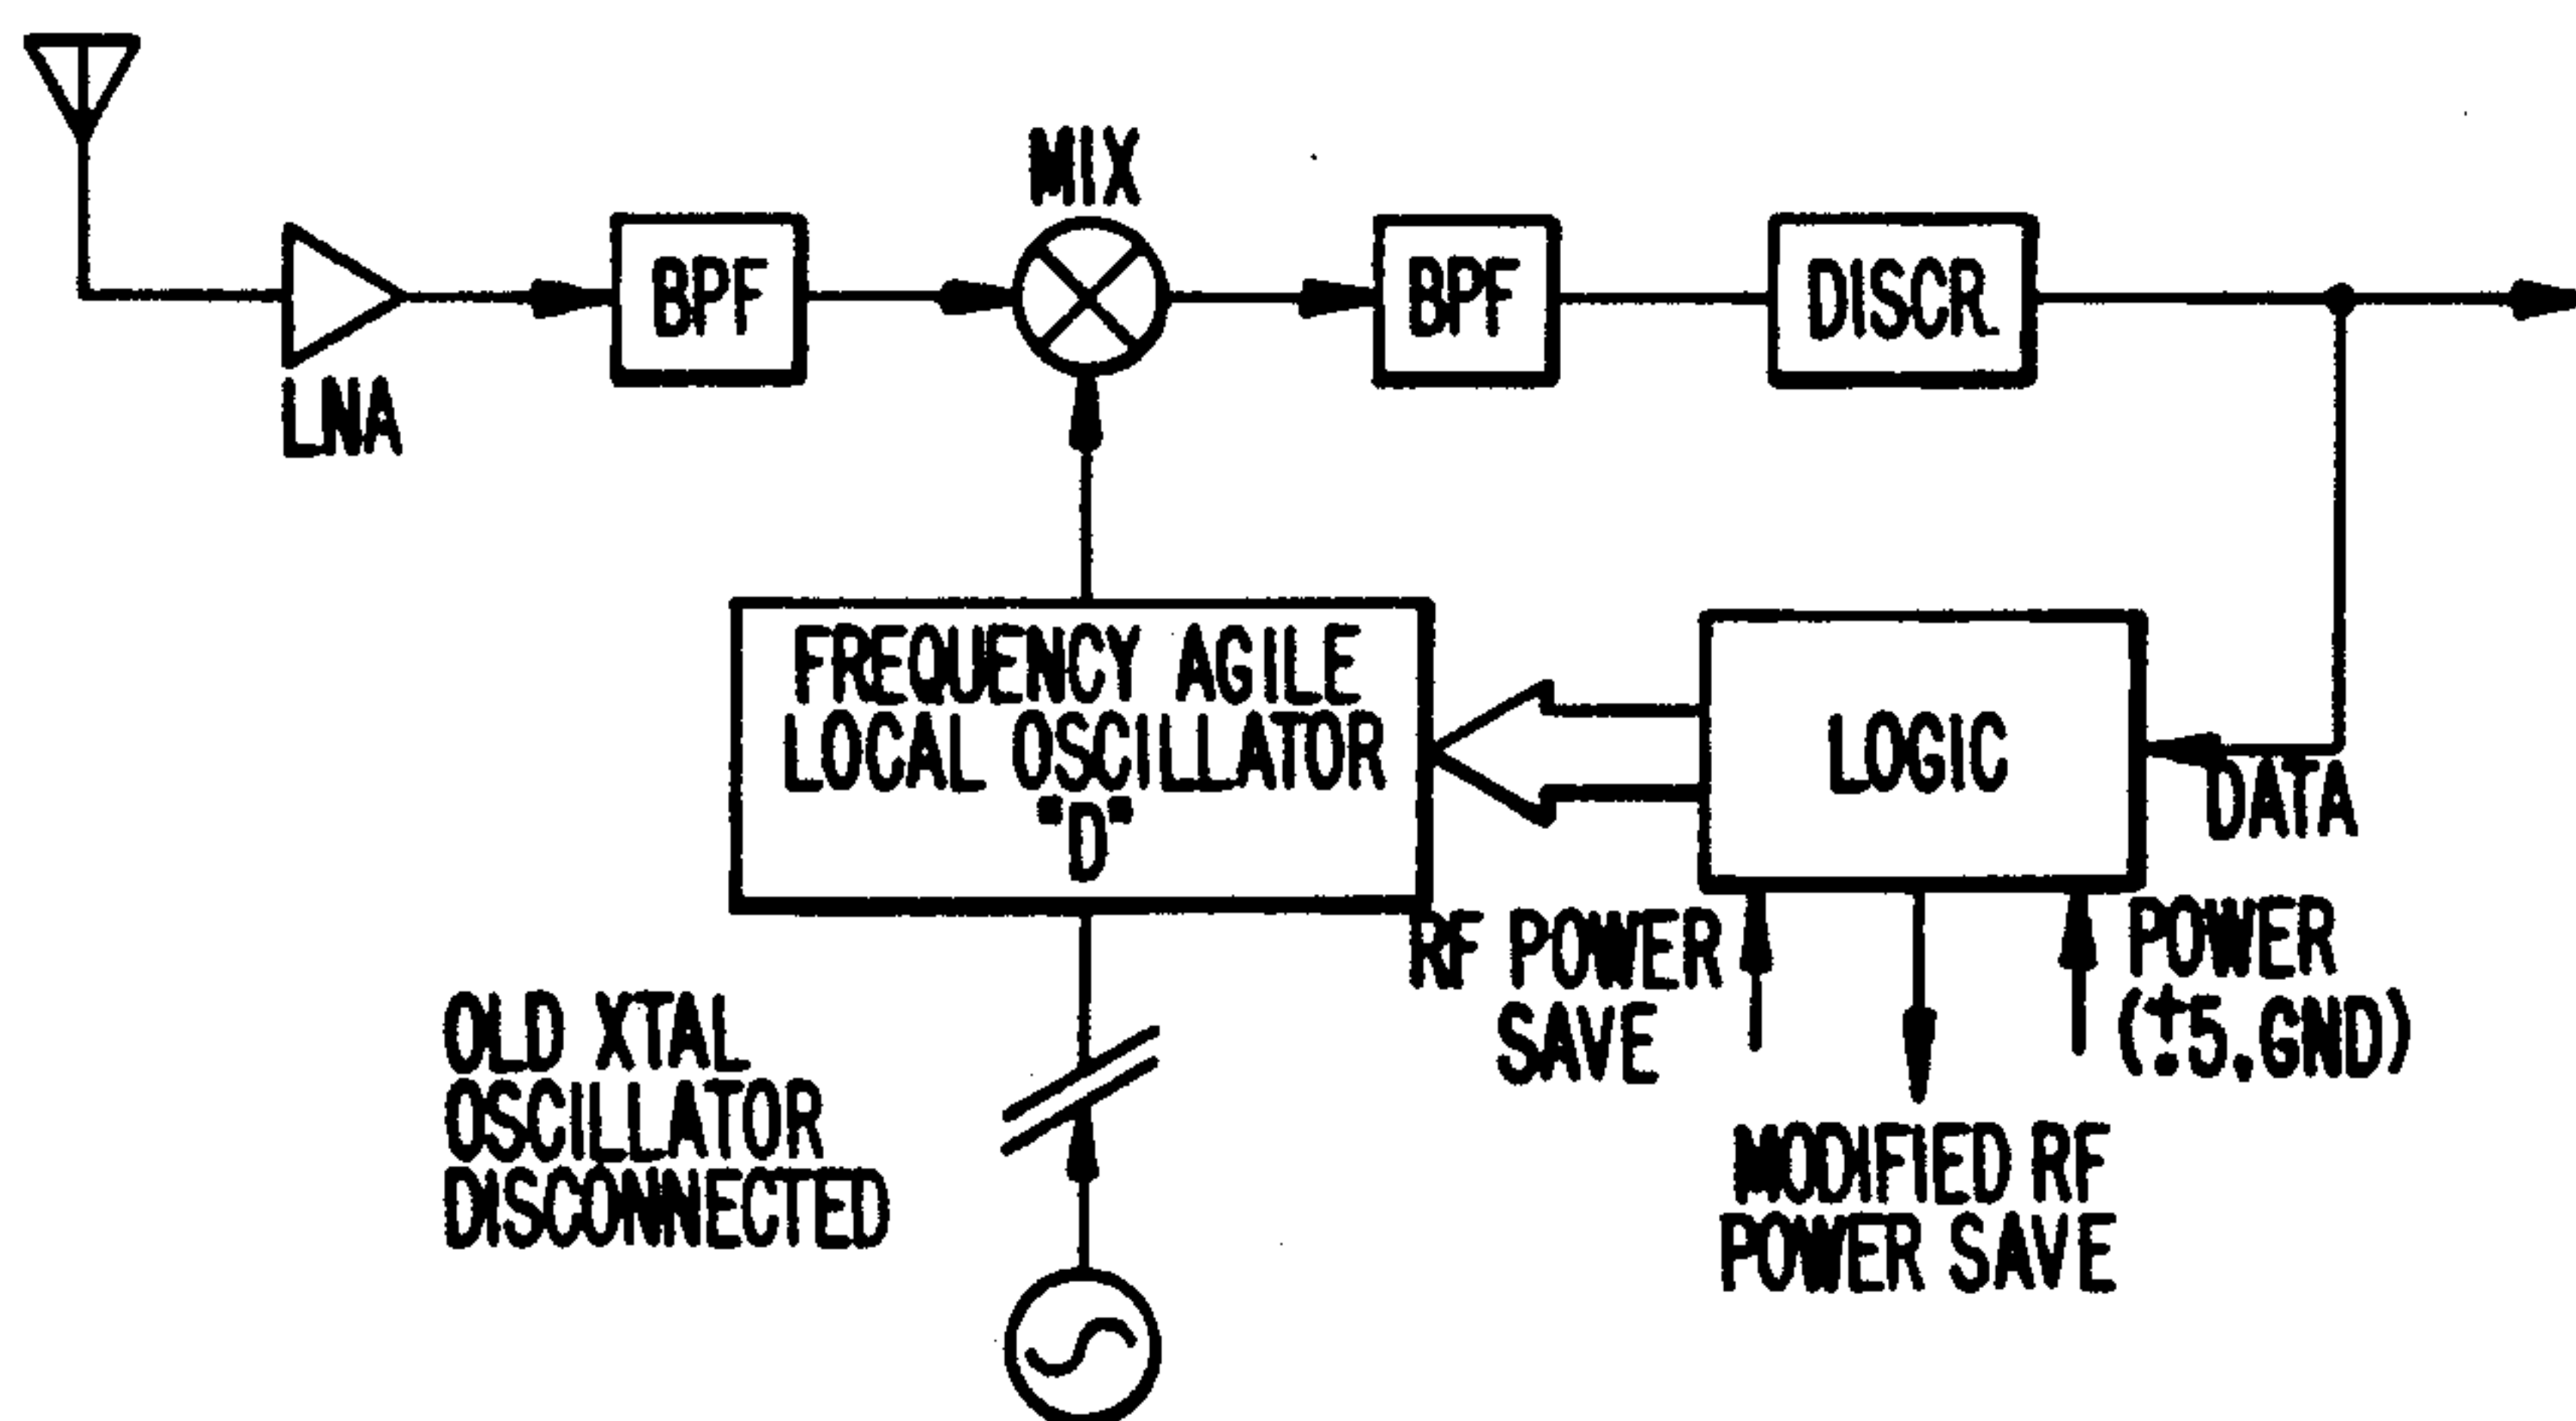 MIX
BPF
BPF
DISCR.
LNA
FREQUENCY AGILE
LOCAL OSCILLATOR
"D"
LOGIC
DATA
RF POWER
SAVE
POWER
(±5,GND)
OLD XTAL
OSCILLATOR
DISCONNECTED
MODIFIED RF
POWER SAVE